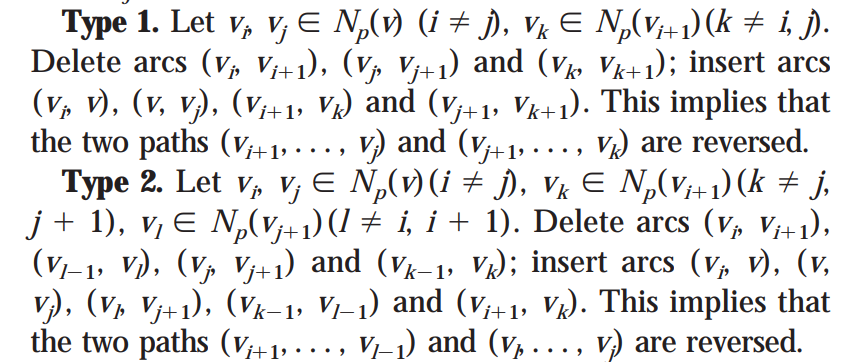 Type 1. Let v_i, v_j ∈ N_p(v) (i ≠ j), v_k ∈ N_p(v_{i+1})(k ≠ i, j).
Delete arcs (v_i, v_{i+1}), (v_j, v_{j+1}) and (v_k, v_{k+1}); insert arcs
(v_i, v), (v, v_j), (v_{i+1}, v_k) and (v_{j+1}, v_{k+1}). This implies that
the two paths (v_{i+1}, . . . , v_j) and (v_{j+1}, . . . , v_k) are reversed.
Type 2. Let v_i, v_j ∈ N_p(v)(i ≠ j), v_k ∈ N_p(v_{i+1})(k ≠ j,
j + 1), v_l ∈ N_p(v_{j+1})(l ≠ i, i + 1). Delete arcs (v_i, v_{i+1}),
(v_{l−1}, v_l), (v_j, v_{j+1}) and (v_{k−1}, v_k); insert arcs (v_i, v), (v,
v_j), (v_l, v_{j+1}), (v_{k−1}, v_{l−1}) and (v_{i+1}, v_k). This implies that
the two paths (v_{i+1}, . . . , v_{l−1}) and (v_l, . . . , v_j) are reversed.